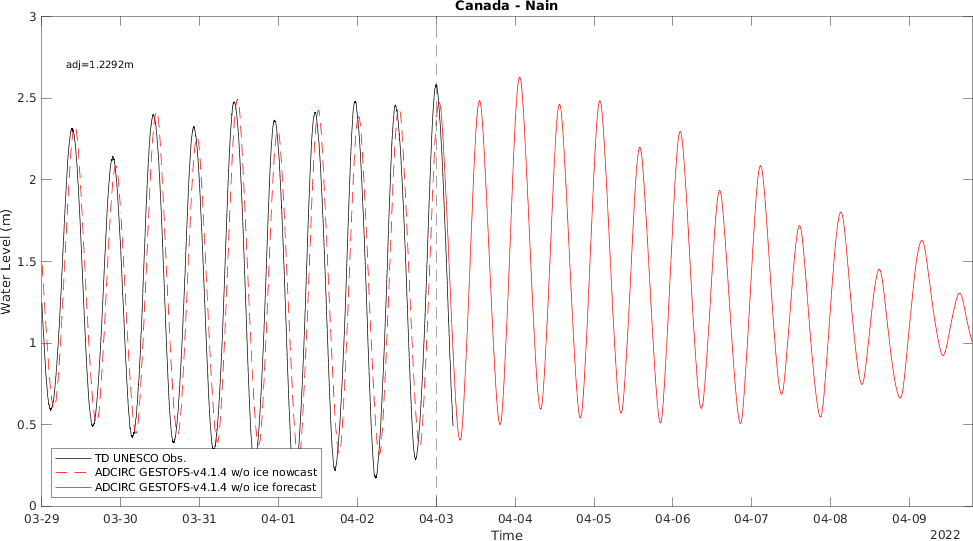 Canada - Nain
adj=1.2292m
3
2.5
2
1.5
1
0.5
0
Water Level (m)
TD UNESCO Obs.
ADCIRC GESTOFS-v4.1.4 w/o ice nowcast
ADCIRC GESTOFS-v4.1.4 w/o ice forecast
03-29 03-30 03-31 04-01 04-02 04-03 04-04 04-05 04-06 04-07 04-08 04-09
Time
2022